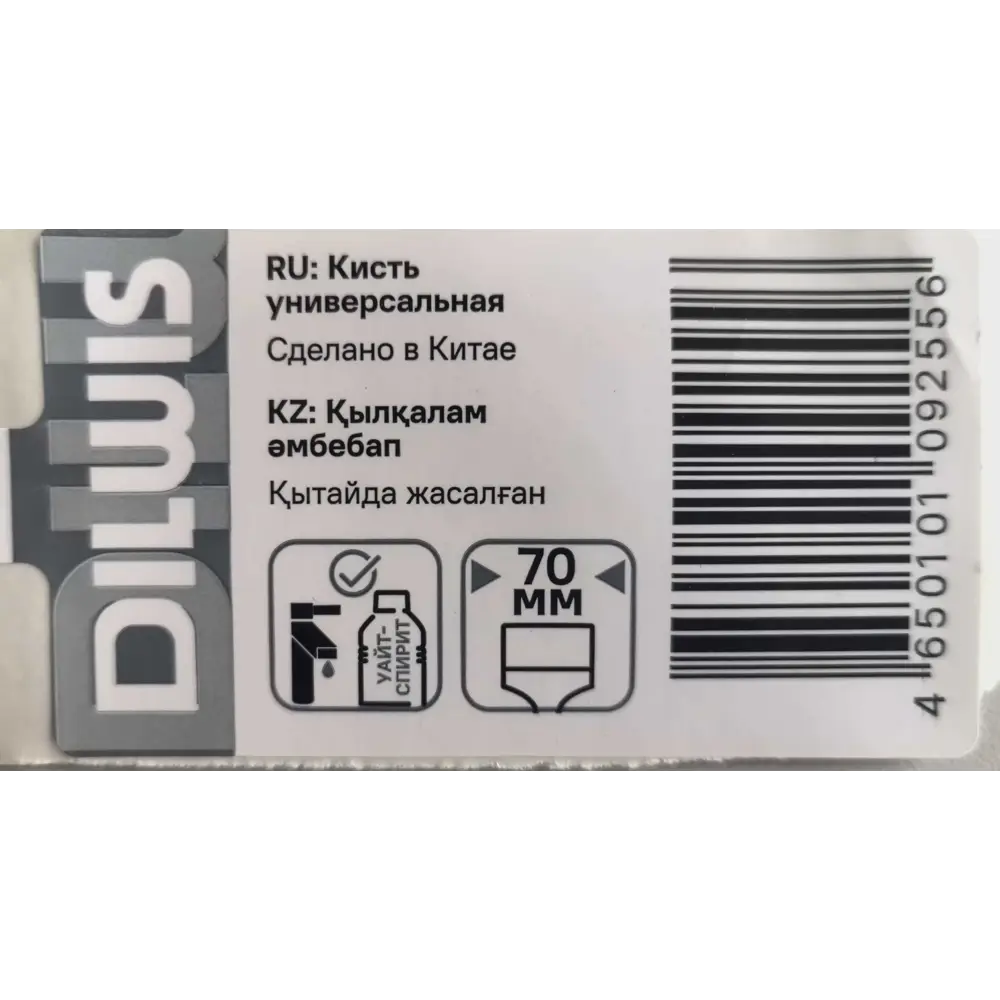 DILWIS
RU: Кисть
универсальная
Сделано в Китае
KZ: Қылқалам
әмбебап
Қытайда жасалған
УАЙТ-
СПИРИТ
70
ММ
4 650101 092556